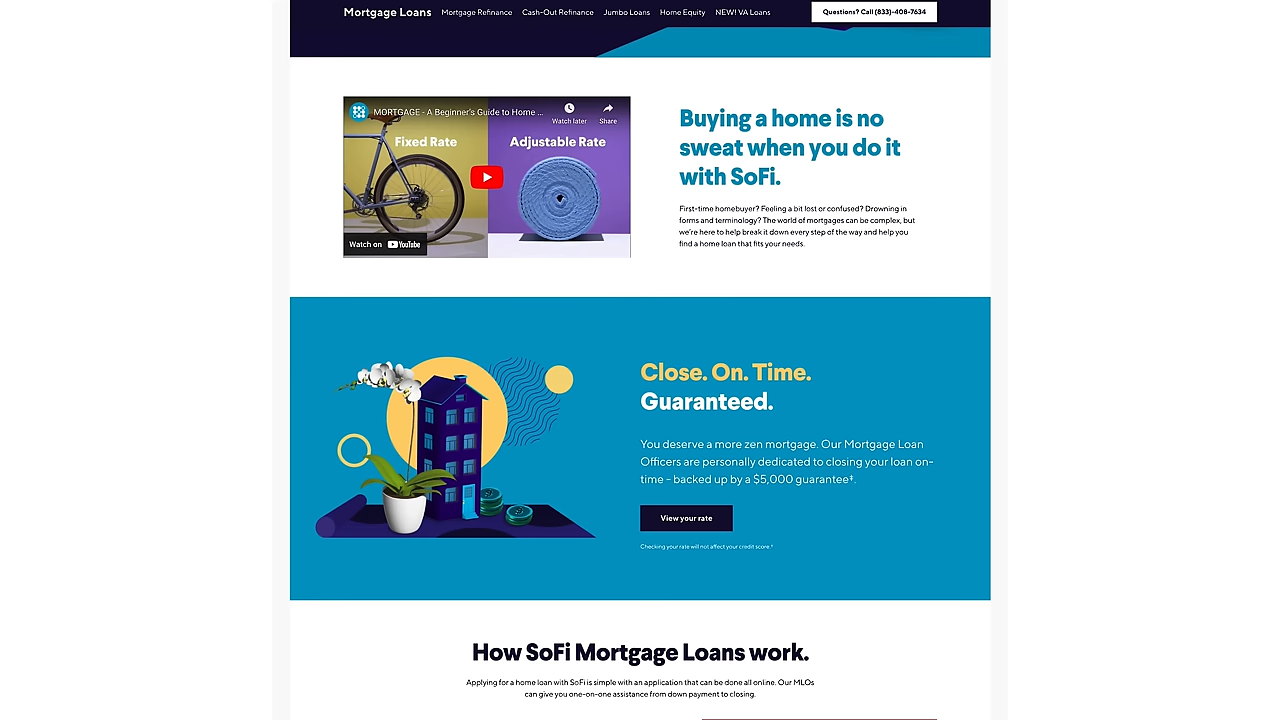 Mortgage Loans Mortgage Refinance Cash-Out Refinance Jumbo Loans Home Equity NEW! VA Loans Questions? Call (833)-408-7634
MORTGAGE - A Beginner's Guide to Home ...
Watch later Share
Fixed Rate Adjustable Rate
Watch on YouTube
Buying a home is no
sweat when you do it
with SoFi.
First-time homebuyer? Feeling a bit lost or confused? Drowning in
forms and terminology? The world of mortgages can be complex, but
we're here to help break it down every step of the way and help you
find a home loan that fits your needs.
Close. On. Time.
Guaranteed.
You deserve a more zen mortgage. Our Mortgage Loan
Officers are personally dedicated to closing your loan on-
time - backed up by a $5,000 guarantee‡.
View your rate
Checking your rate will not affect your credit score.†
How SoFi Mortgage Loans work.
Applying for a home loan with SoFi is simple with an application that can be done all online. Our MLOs
can give you one-on-one assistance from down payment to closing.